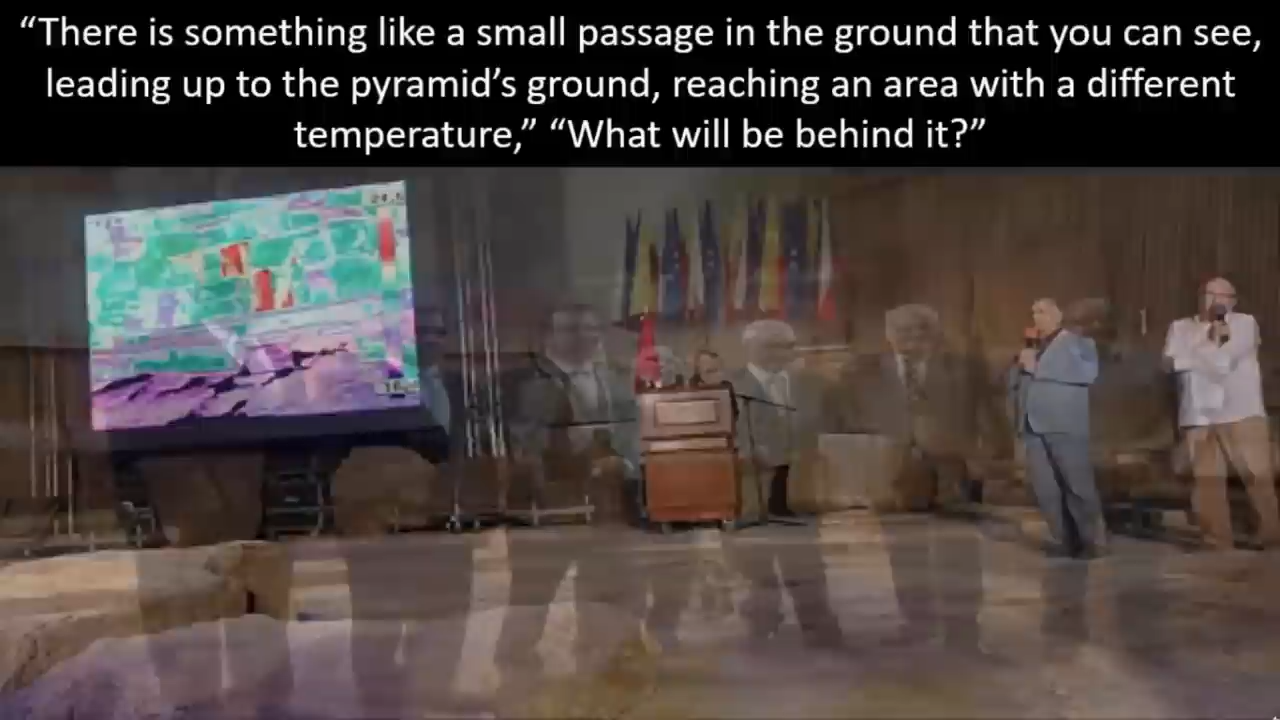 “There is something like a small passage in the ground that you can see,
leading up to the pyramid’s ground, reaching an area with a different
temperature,” “What will be behind it?”